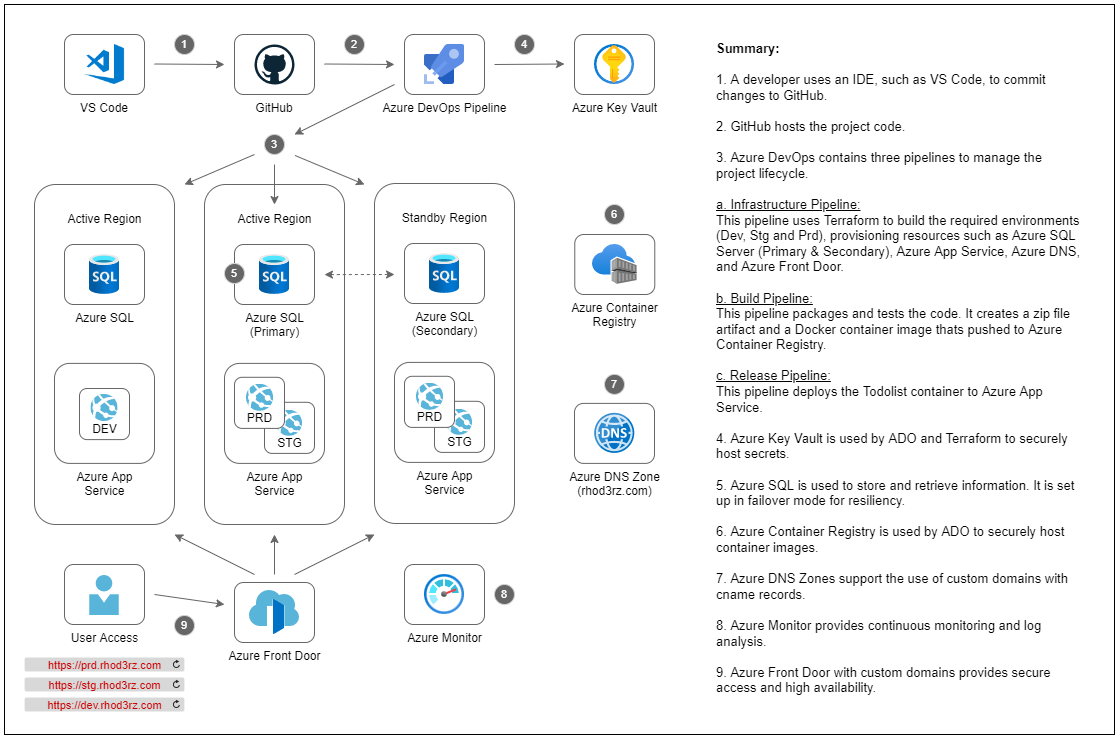 1
2
4
VS Code
GitHub
Azure DevOps Pipeline
Azure Key Vault
3
Active Region
Active Region
Standby Region
SQL
5
SQL
SQL
Azure SQL
Azure SQL
(Primary)
Azure SQL
(Secondary)
DEV
PRD
STG
PRD
STG
Azure App
Service
Azure App
Service
Azure App
Service
6
Azure Container
Registry
7
DNS
Azure DNS Zone
(rhod3rz.com)
User Access
9
Azure Front Door
8
Azure Monitor
https://prd.rhod3rz.com
https://stg.rhod3rz.com
https://dev.rhod3rz.com
Summary:
1. A developer uses an IDE, such as VS Code, to commit
changes to GitHub.
2. GitHub hosts the project code.
3. Azure DevOps contains three pipelines to manage the
project lifecycle.
a. Infrastructure Pipeline:
This pipeline uses Terraform to build the required environments
(Dev, Stg and Prd), provisioning resources such as Azure SQL
Server (Primary & Secondary), Azure App Service, Azure DNS,
and Azure Front Door.
b. Build Pipeline:
This pipeline packages and tests the code. It creates a zip file
artifact and a Docker container image thats pushed to Azure
Container Registry.
c. Release Pipeline:
This pipeline deploys the Todolist container to Azure App
Service.
4. Azure Key Vault is used by ADO and Terraform to securely
host secrets.
5. Azure SQL is used to store and retrieve information. It is set
up in failover mode for resiliency.
6. Azure Container Registry is used by ADO to securely host
container images.
7. Azure DNS Zones support the use of custom domains with
cname records.
8. Azure Monitor provides continuous monitoring and log
analysis.
9. Azure Front Door with custom domains provides secure
access and high availability.